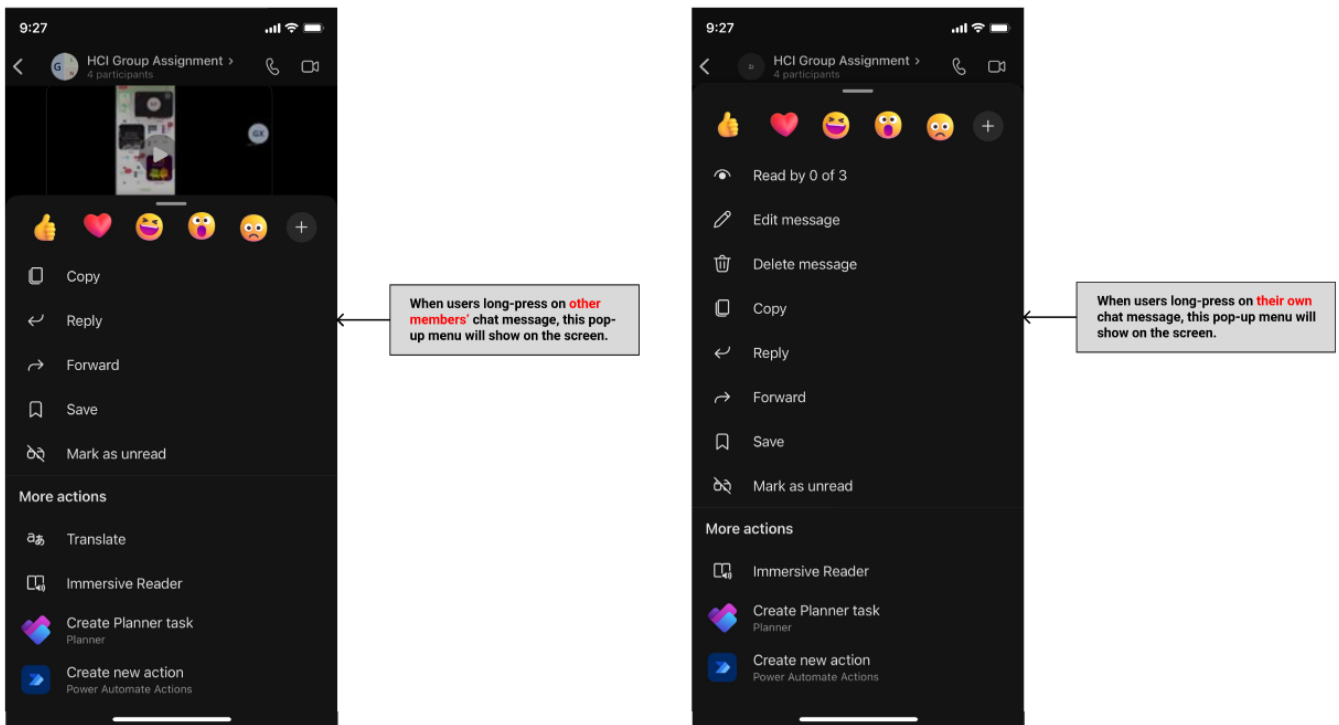 9:27
HCI Group Assignment >
4 participants
G
GX
Copy
Reply
Forward
Save
Mark as unread
More actions
Translate
Immersive Reader
Create Planner task
Planner
Create new action
Power Automate Actions
When users long-press on other
members' chat message, this pop-
up menu will show on the screen.
9:27
HCI Group Assignment >
4 participants
Read by 0 of 3
Edit message
Delete message
Copy
Reply
Forward
Save
Mark as unread
More actions
Immersive Reader
Create Planner task
Planner
Create new action
Power Automate Actions
When users long-press on their own
chat message, this pop-up menu will
show on the screen.